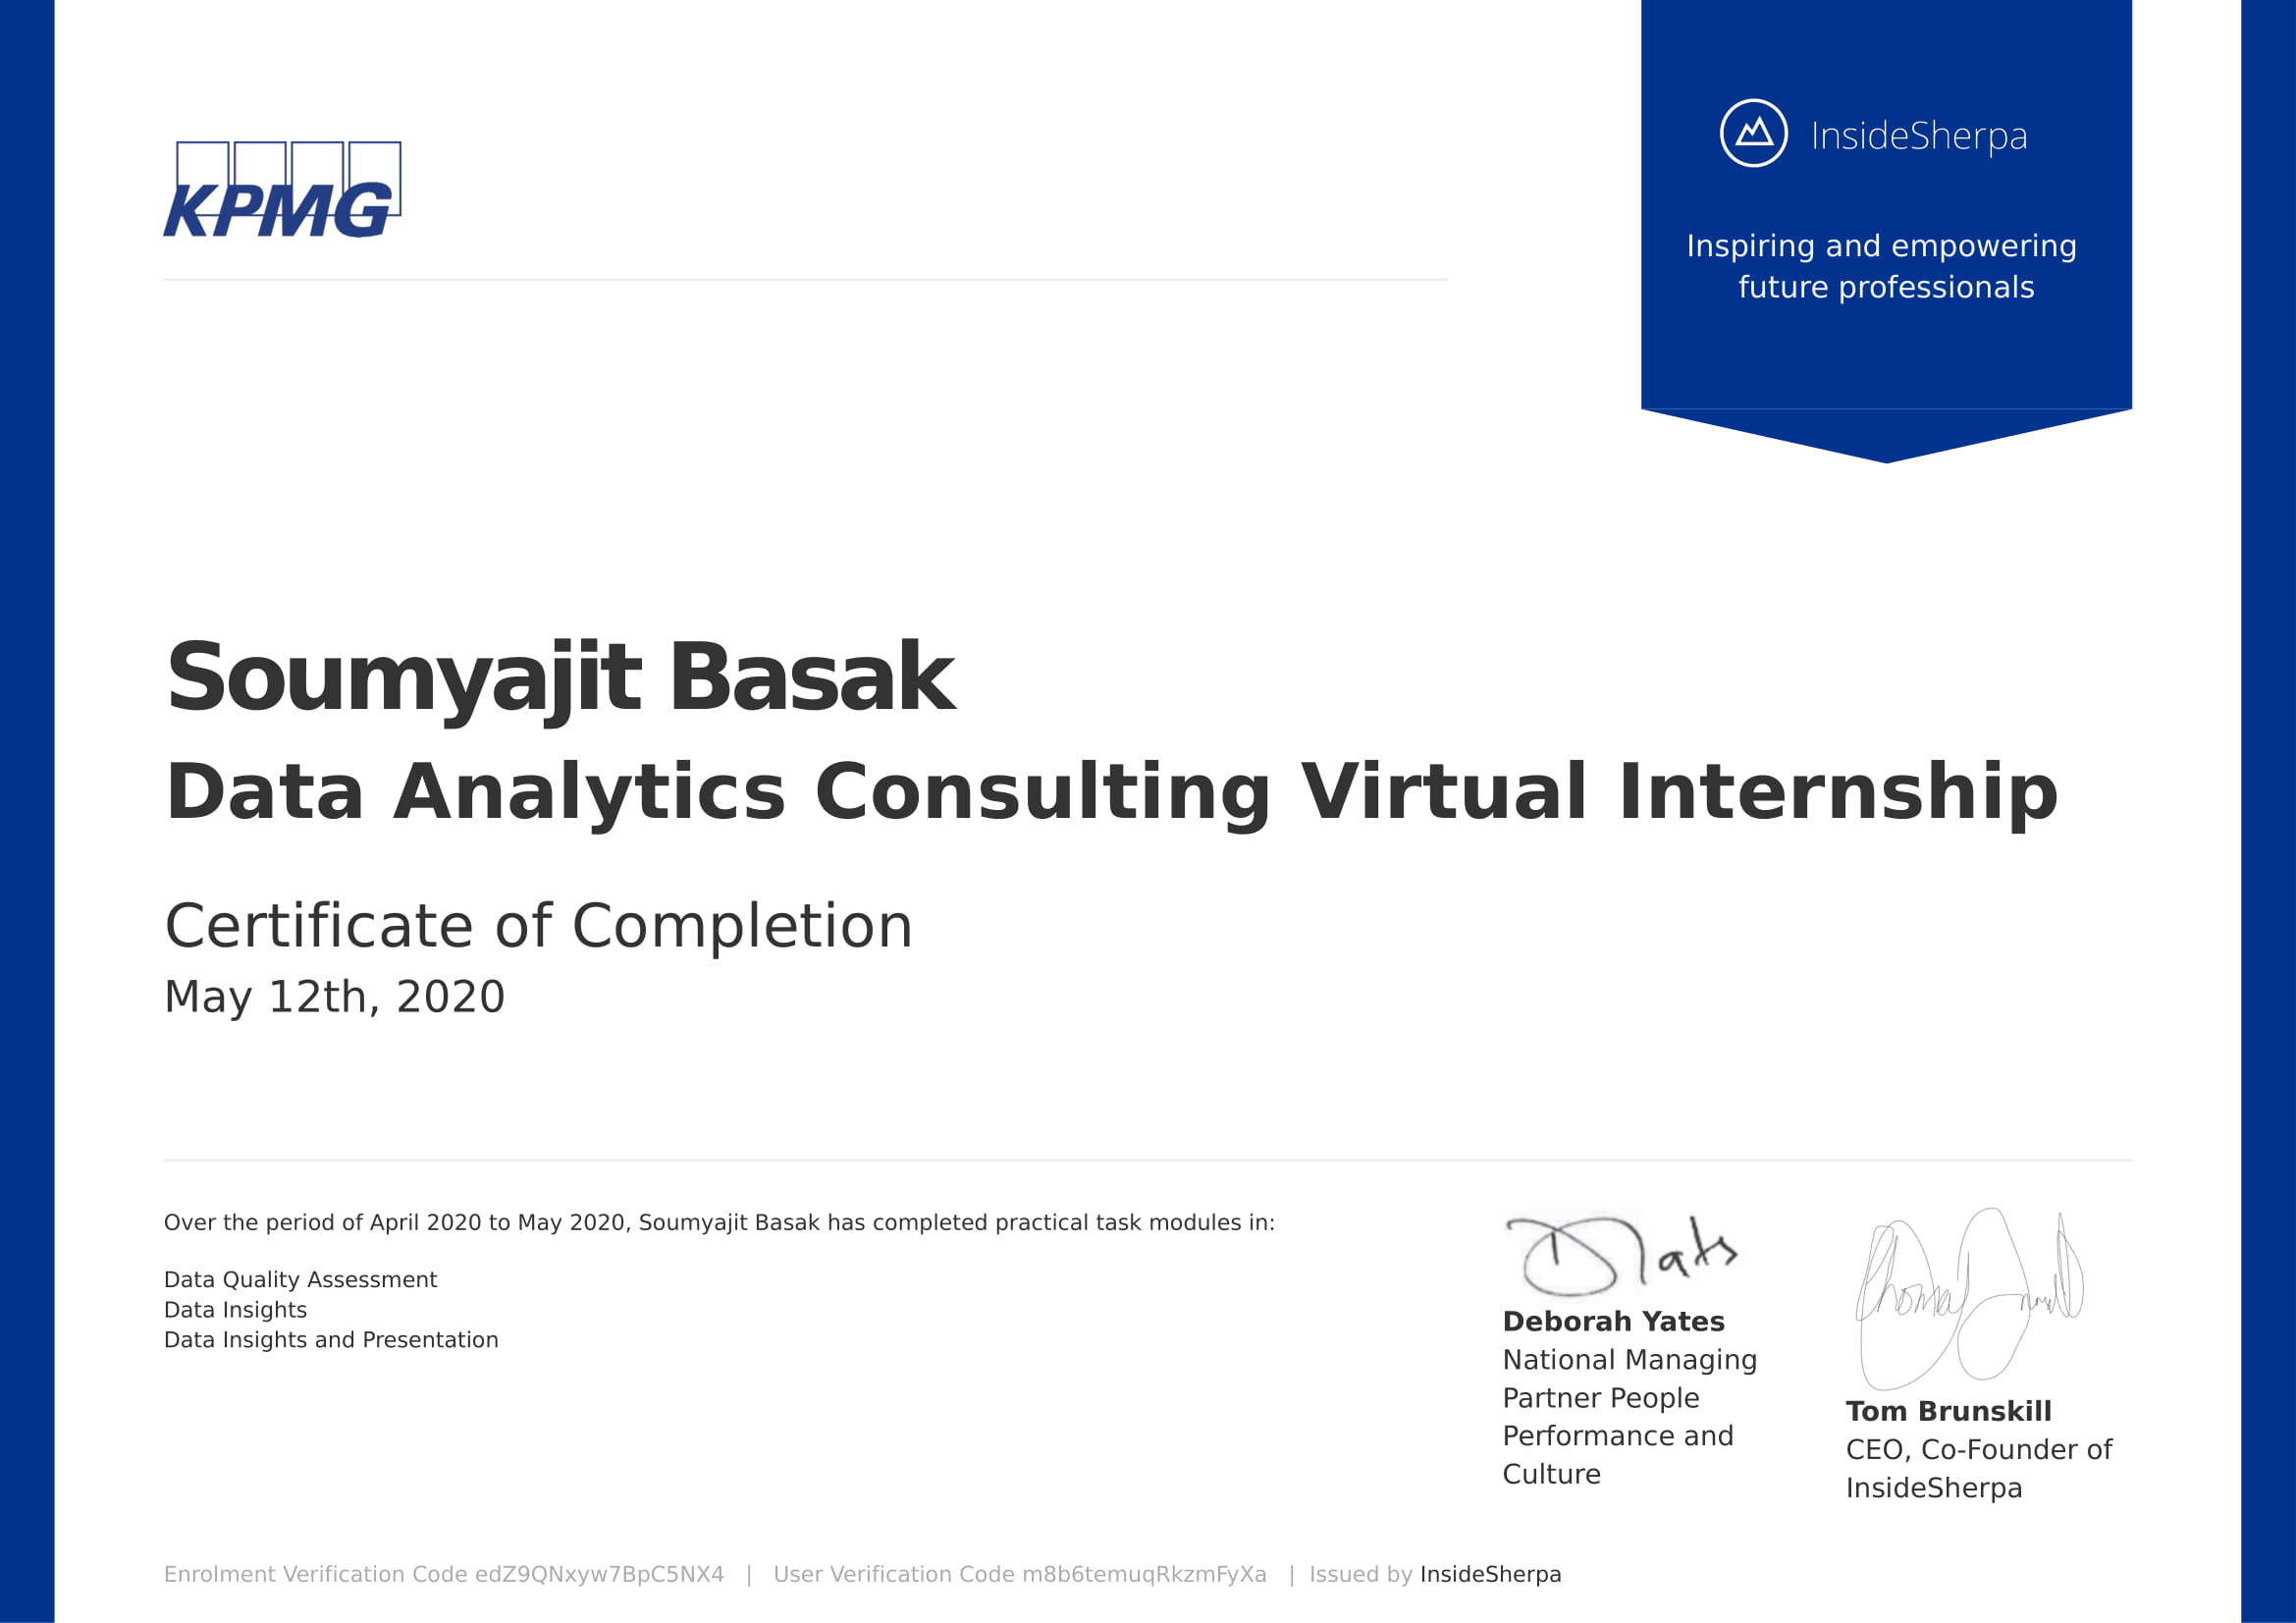 KPMG
InsideSherpa
Inspiring and empowering
future professionals
Soumyajit Basak
Data Analytics Consulting Virtual Internship
Certificate of Completion
May 12th, 2020
Over the period of April 2020 to May 2020, Soumyajit Basak has completed practical task modules in:
Data Quality Assessment
Data Insights
Data Insights and Presentation
Deborah Yates
National Managing
Partner People
Performance and
Culture
Tom Brunskill
CEO, Co-Founder of
InsideSherpa
Enrolment Verification Code edZ9QNxyw7BpC5NX4 | User Verification Code m8b6temuqRkzmFyXa | Issued by InsideSherpa